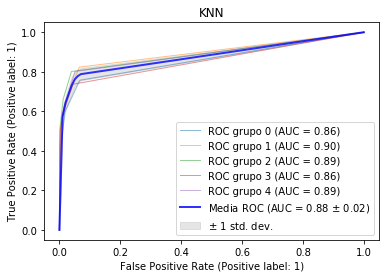 KNN
True Positive Rate (Positive label: 1)
1.0
0.8
0.6
0.4
0.2
0.0
ROC grupo 0 (AUC = 0.86)
ROC grupo 1 (AUC = 0.90)
ROC grupo 2 (AUC = 0.89)
ROC grupo 3 (AUC = 0.86)
ROC grupo 4 (AUC = 0.89)
Media ROC (AUC = 0.88 ± 0.02)
± 1 std. dev.
0.0 0.2 0.4 0.6 0.8 1.0
False Positive Rate (Positive label: 1)